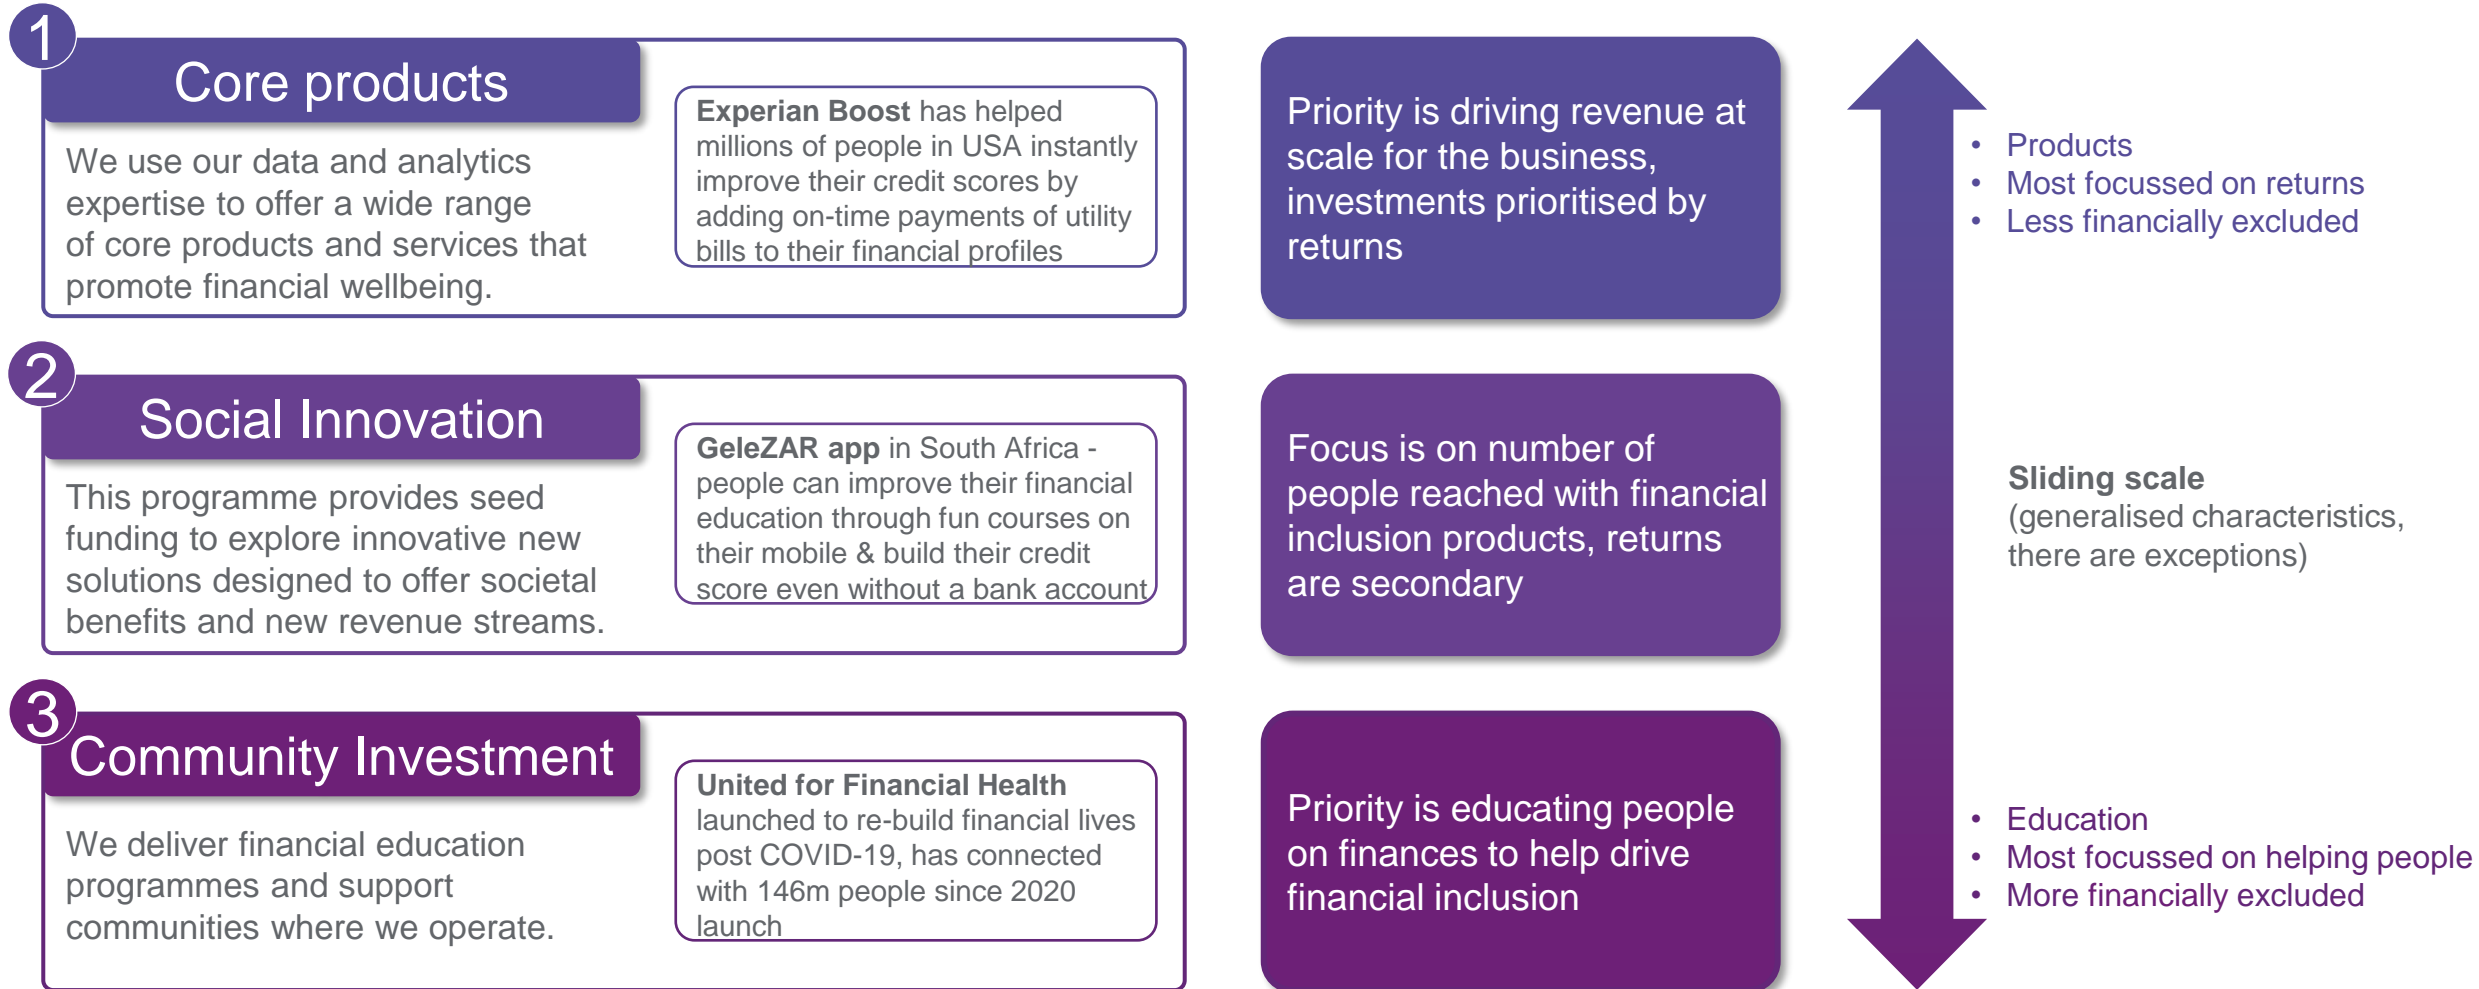 1
Core products
We use our data and analytics
expertise to offer a wide range
of core products and services that
promote financial wellbeing.
Experian Boost has helped
millions of people in USA instantly
improve their credit scores by
adding on-time payments of utility
bills to their financial profiles
Priority is driving revenue at
scale for the business,
investments prioritised by
returns
• Products
• Most focussed on returns
• Less financially excluded
2
Social Innovation
This programme provides seed
funding to explore innovative new
solutions designed to offer societal
benefits and new revenue streams.
GeleZAR app in South Africa -
people can improve their financial
education through fun courses on
their mobile & build their credit
score even without a bank account
Focus is on number of
people reached with financial
inclusion products, returns
are secondary
Sliding scale
(generalised characteristics,
there are exceptions)
3
Community Investment
We deliver financial education
programmes and support
communities where we operate.
United for Financial Health
launched to re-build financial lives
post COVID-19, has connected
with 146m people since 2020
launch
Priority is educating people
on finances to help drive
financial inclusion
• Education
• Most focussed on helping people
• More financially excluded